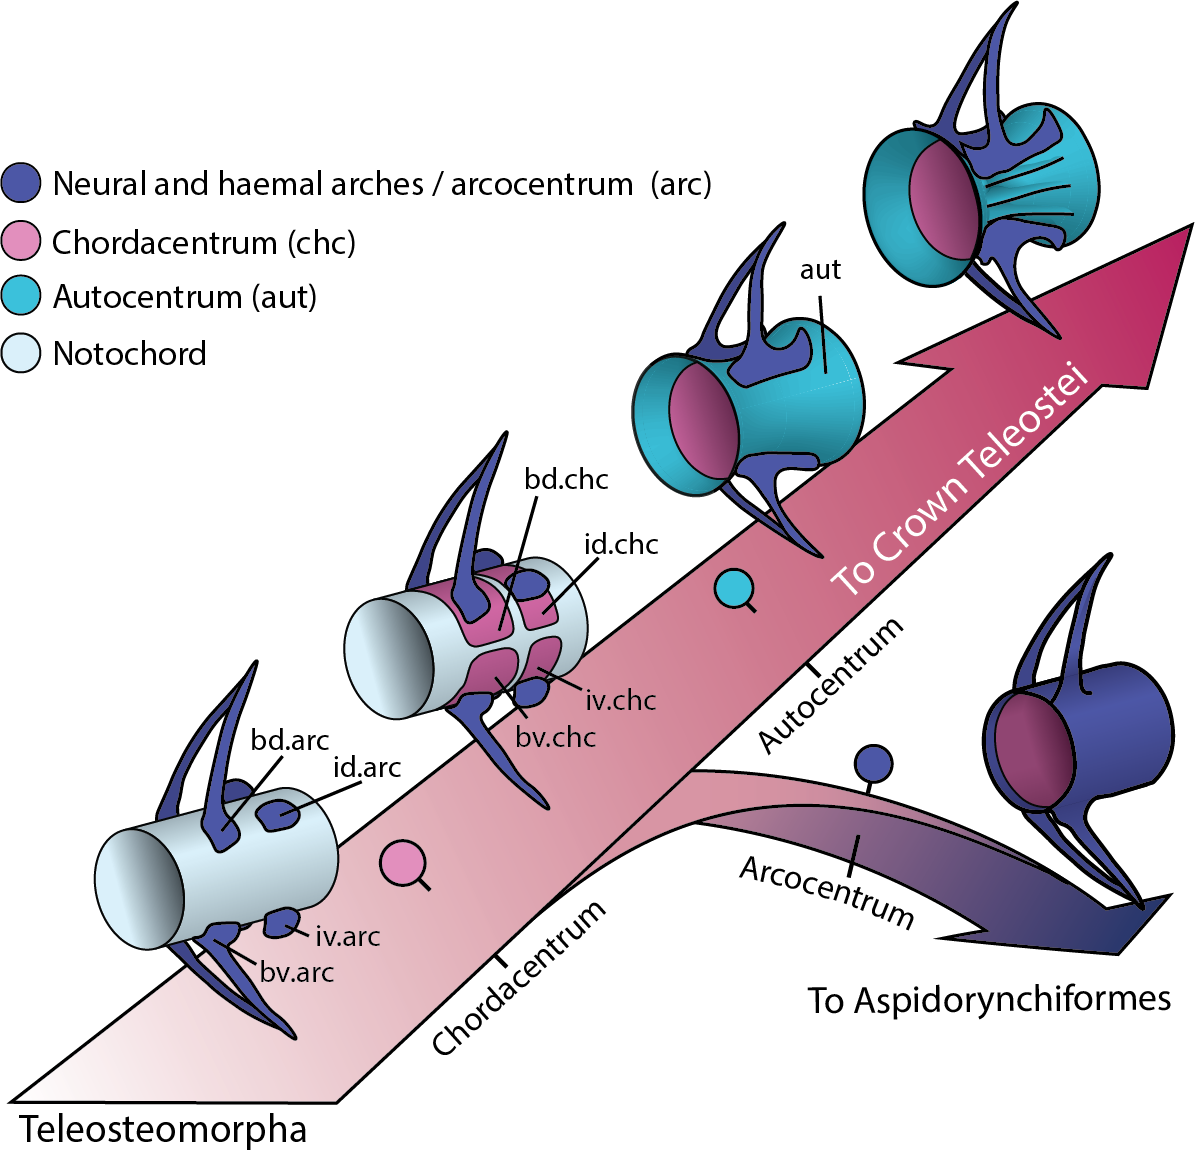 Neural and haemal arches / arcocentrum (arc)
Chordacentrum (chc)
Autocentrum (aut)
Notochord
aut
bd.chc
id.chc
iv.chc
bv.chc
bd.arc
id.arc
iv.arc
bv.arc
To Crown Teleostei
Autocentrum
Arcocentrum
Chordacentrum
To Aspidorynchiformes
Teleosteomorpha